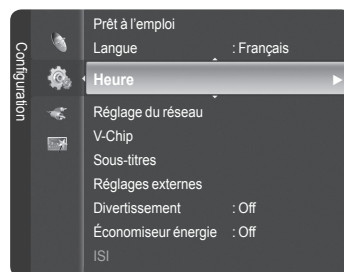 Configuration
Prêt à l'emploi
Langue : Français
Heure
Réglage du réseau
V-Chip
Sous-titres
Réglages externes
Divertissement : Off
Économiseur énergie : Off
ISI